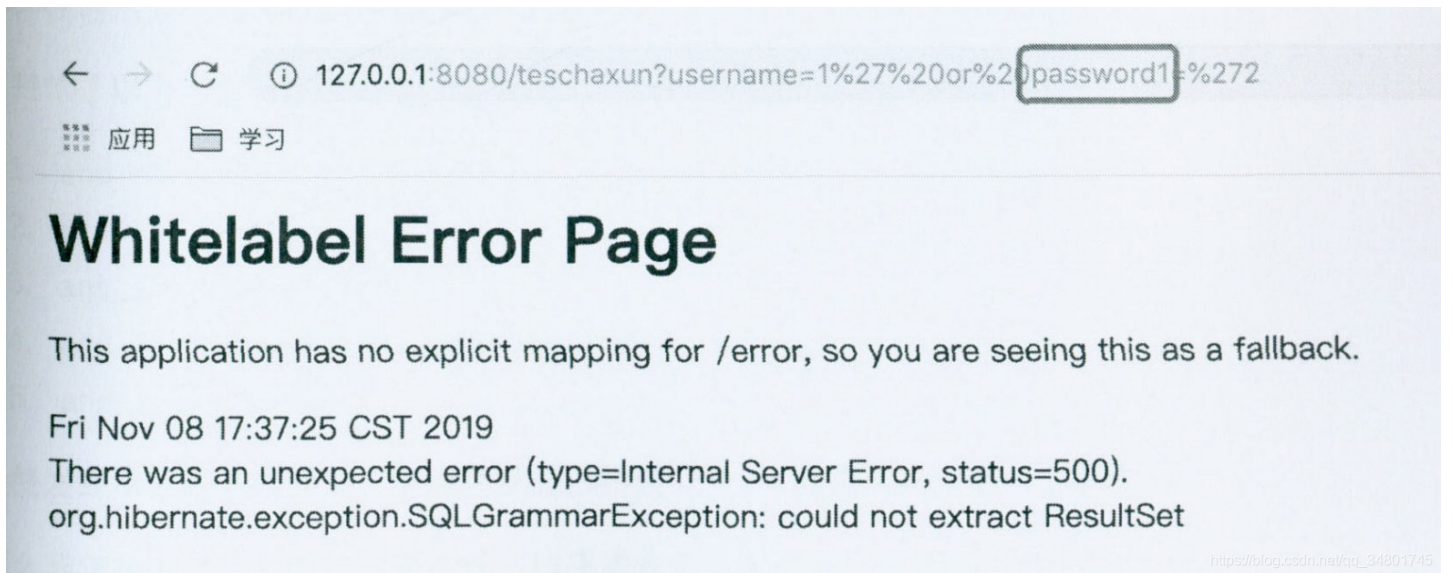 127.0.0.1:8080/teschaxun?username=1%27%20or%20password1=%272
应用 学习
Whitelabel Error Page
This application has no explicit mapping for /error, so you are seeing this as a fallback.
Fri Nov 08 17:37:25 CST 2019
There was an unexpected error (type=Internal Server Error, status=500).
org.hibernate.exception.SQLGrammarException: could not extract ResultSet
https://blog.csdn.net/qq_34801745